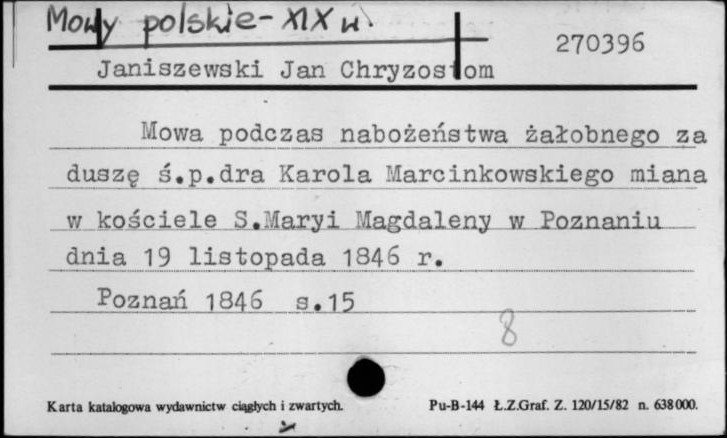 Mowy polskie - XIX w.
270396
Janiszewski Jan Chryzostom
Mowa podczas nabożeństwa żałobnego za
duszę ś.p.dra Karola Marcinkowskiego miana
w kościele S.Maryi Magdaleny w Poznaniu
dnia 19 listopada 1846 r.
Poznań 1846 s.15
8
Karta katalogowa wydawnictw ciągłych i zwartych.
Pu-B-144 Ł.Z.Graf. Z. 120/15/82 n. 638000.